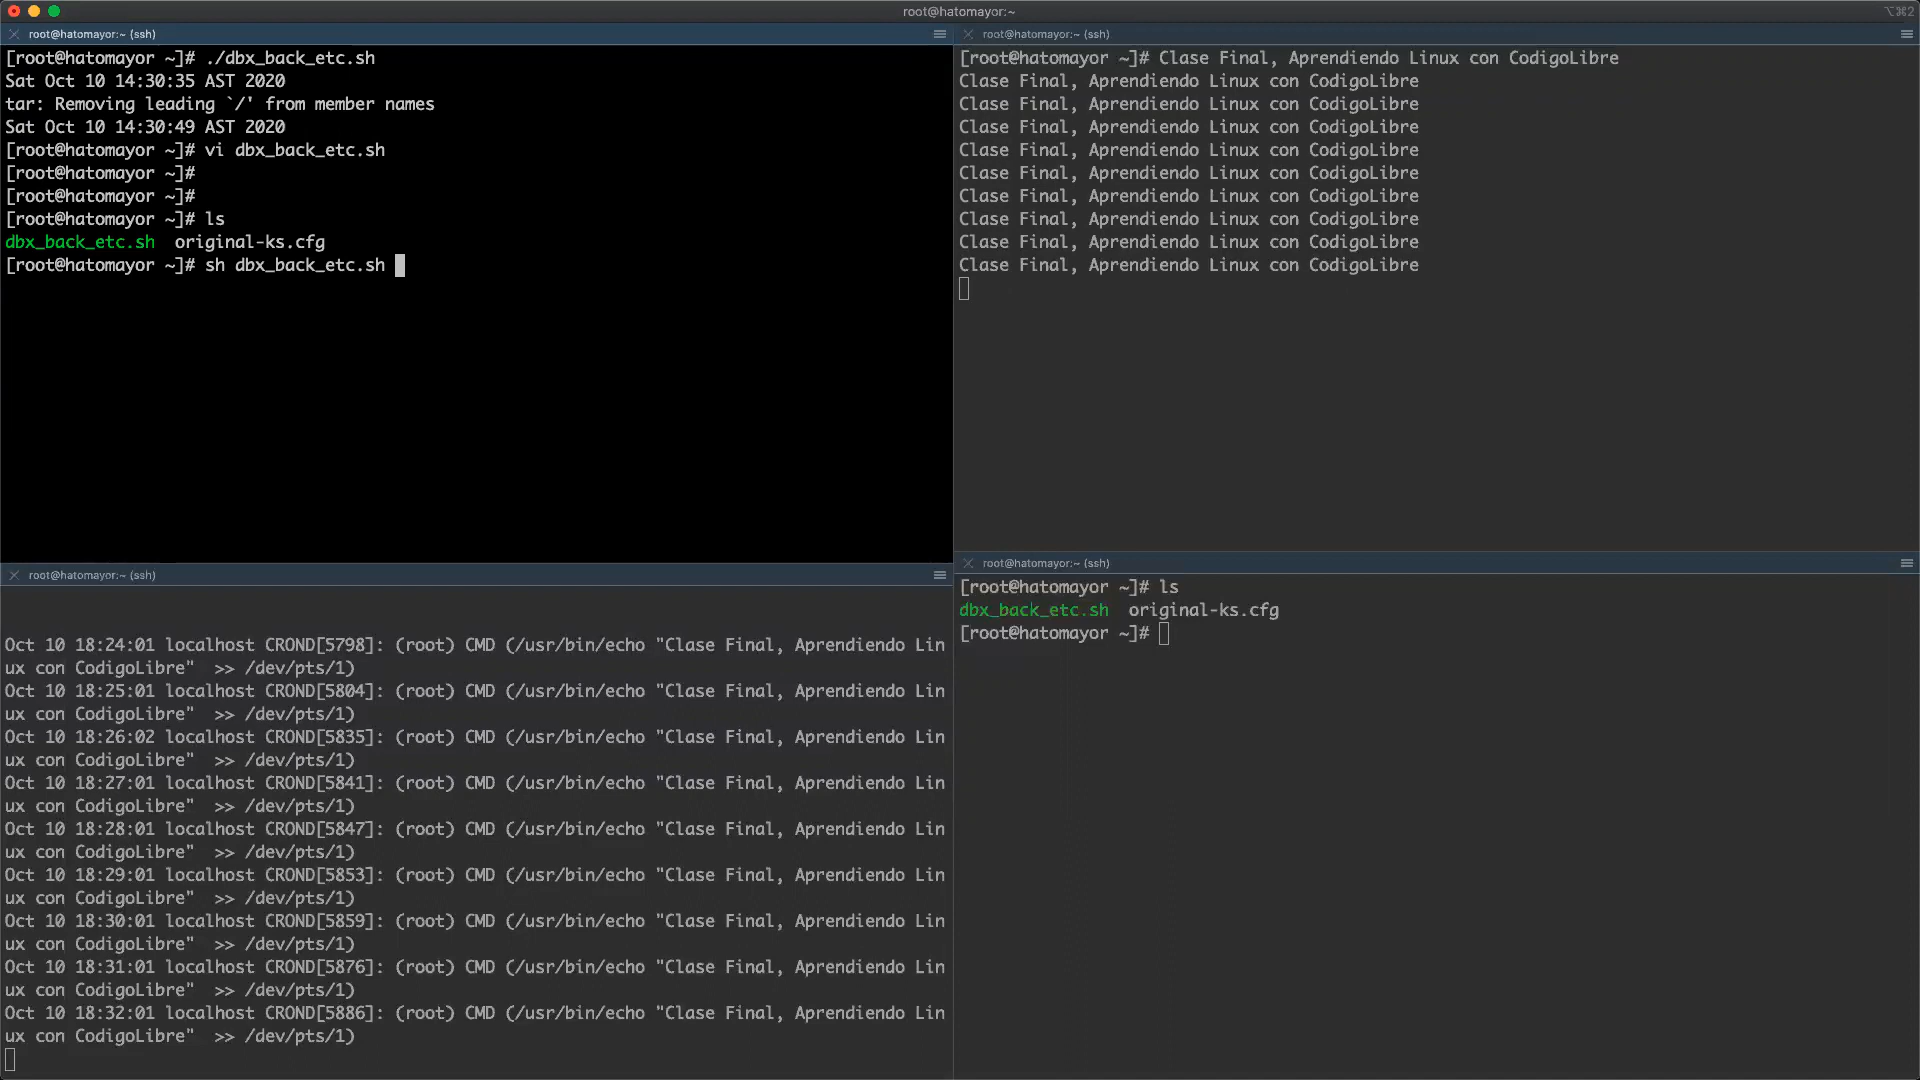 root@hatomayor:~
⌥⌘2
root@hatomayor:~ (ssh)
[root@hatomayor ~]# ./dbx_back_etc.sh
Sat Oct 10 14:30:35 AST 2020
tar: Removing leading `/' from member names
Sat Oct 10 14:30:49 AST 2020
[root@hatomayor ~]# vi dbx_back_etc.sh
[root@hatomayor ~]#
[root@hatomayor ~]#
[root@hatomayor ~]# ls
dbx_back_etc.sh  original-ks.cfg
[root@hatomayor ~]# sh dbx_back_etc.sh
root@hatomayor:~ (ssh)
[root@hatomayor ~]# Clase Final, Aprendiendo Linux con CodigoLibre
Clase Final, Aprendiendo Linux con CodigoLibre
Clase Final, Aprendiendo Linux con CodigoLibre
Clase Final, Aprendiendo Linux con CodigoLibre
Clase Final, Aprendiendo Linux con CodigoLibre
Clase Final, Aprendiendo Linux con CodigoLibre
Clase Final, Aprendiendo Linux con CodigoLibre
Clase Final, Aprendiendo Linux con CodigoLibre
Clase Final, Aprendiendo Linux con CodigoLibre
Clase Final, Aprendiendo Linux con CodigoLibre
root@hatomayor:~ (ssh)
Oct 10 18:24:01 localhost CROND[5798]: (root) CMD (/usr/bin/echo "Clase Final, Aprendiendo Lin
ux con CodigoLibre"  >> /dev/pts/1)
Oct 10 18:25:01 localhost CROND[5804]: (root) CMD (/usr/bin/echo "Clase Final, Aprendiendo Lin
ux con CodigoLibre"  >> /dev/pts/1)
Oct 10 18:26:02 localhost CROND[5835]: (root) CMD (/usr/bin/echo "Clase Final, Aprendiendo Lin
ux con CodigoLibre"  >> /dev/pts/1)
Oct 10 18:27:01 localhost CROND[5841]: (root) CMD (/usr/bin/echo "Clase Final, Aprendiendo Lin
ux con CodigoLibre"  >> /dev/pts/1)
Oct 10 18:28:01 localhost CROND[5847]: (root) CMD (/usr/bin/echo "Clase Final, Aprendiendo Lin
ux con CodigoLibre"  >> /dev/pts/1)
Oct 10 18:29:01 localhost CROND[5853]: (root) CMD (/usr/bin/echo "Clase Final, Aprendiendo Lin
ux con CodigoLibre"  >> /dev/pts/1)
Oct 10 18:30:01 localhost CROND[5859]: (root) CMD (/usr/bin/echo "Clase Final, Aprendiendo Lin
ux con CodigoLibre"  >> /dev/pts/1)
Oct 10 18:31:01 localhost CROND[5876]: (root) CMD (/usr/bin/echo "Clase Final, Aprendiendo Lin
ux con CodigoLibre"  >> /dev/pts/1)
Oct 10 18:32:01 localhost CROND[5886]: (root) CMD (/usr/bin/echo "Clase Final, Aprendiendo Lin
ux con CodigoLibre"  >> /dev/pts/1)
root@hatomayor:~ (ssh)
[root@hatomayor ~]# ls
dbx_back_etc.sh  original-ks.cfg
[root@hatomayor ~]#